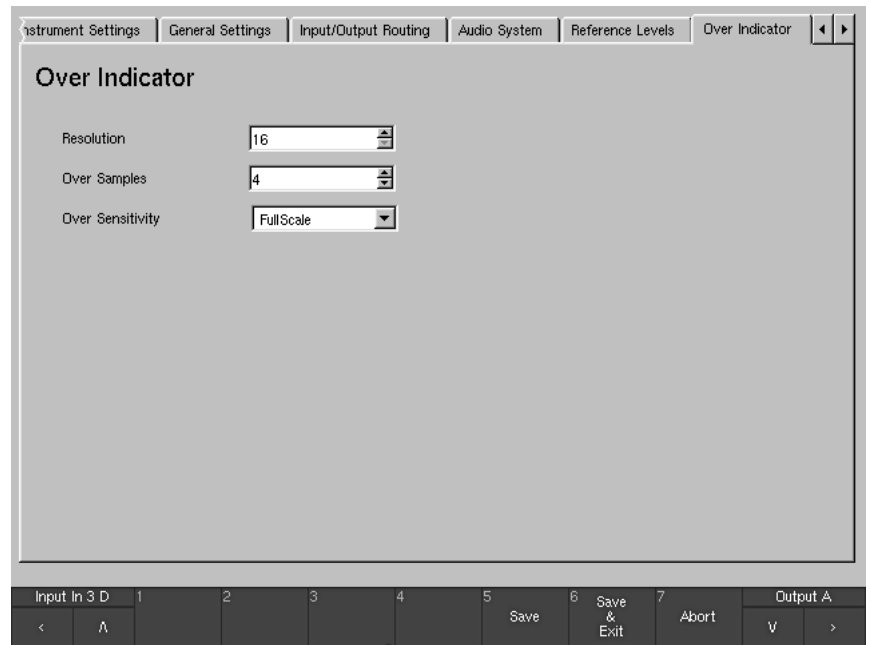 nstrument Settings General Settings Input/Output Routing Audio System Reference Levels Over Indicator
Over Indicator
Resolution 16
Over Samples 4
Over Sensitivity FullScale
Input In 3 D 1 2 3 4 5 Save 6 Save & Exit 7 Abort Output A
< Λ V >